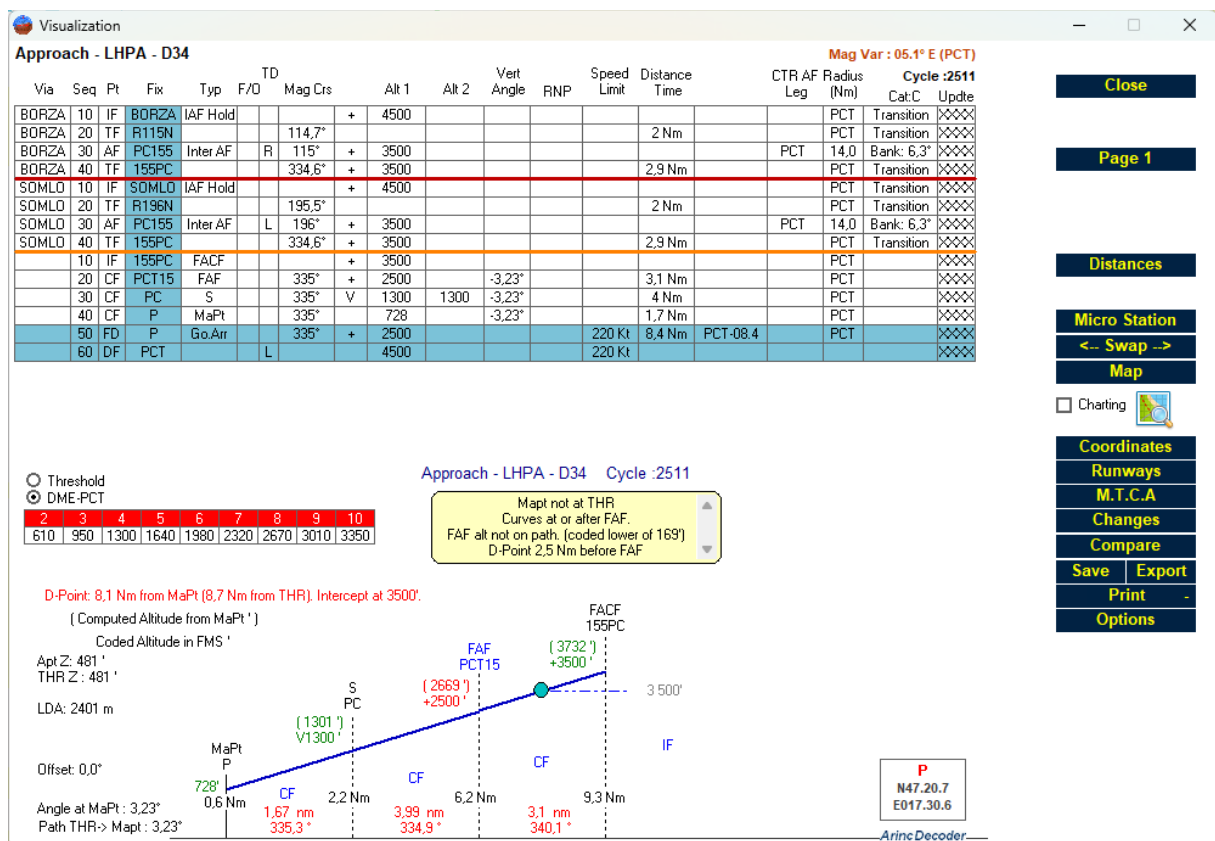 Visualization
Approach - LHPA - D34
Mag Var : 05.1° E (PCT)
TD Vert Speed Distance CTR AF Radius Cycle :2511
Via Seq Pt Fix Typ F/O Mag Crs Alt 1 Alt 2 Angle RNP Limit Time Leg (Nm) Cat:C Updte
BORZA 10 IF BORZA IAF Hold + 4500 PCT Transition XXXX
BORZA 20 TF R115N 114,7° 2 Nm PCT Transition XXXX
BORZA 30 AF PC155 Inter AF R 115° + 3500 PCT 14,0 Bank: 6,3° XXXX
BORZA 40 TF 155PC 334,6° + 3500 2,9 Nm PCT Transition XXXX
SOMLO 10 IF SOMLO IAF Hold + 4500 PCT Transition XXXX
SOMLO 20 TF R196N 195,5° 2 Nm PCT Transition XXXX
SOMLO 30 AF PC155 Inter AF L 196° + 3500 PCT 14,0 Bank: 6,3° XXXX
SOMLO 40 TF 155PC 334,6° + 3500 2,9 Nm PCT Transition XXXX
10 IF 155PC FACF + 3500 PCT XXXX
20 CF PCT15 FAF 335° + 2500 -3,23° 3,1 Nm PCT XXXX
30 CF PC S 335° V 1300 1300 -3,23° 4 Nm PCT XXXX
40 CF P MaPt 335° 728 -3,23° 1,7 Nm PCT XXXX
50 FD P Go.Arr 335° + 2500 220 Kt 8,4 Nm PCT-08.4 PCT XXXX
60 DF PCT L 4500 220 Kt XXXX
Close
Page 1
Distances
Micro Station
<-- Swap -->
Map
Charting
Coordinates
Runways
M.T.C.A
Changes
Compare
Save Export
Print -
Options
Threshold
DME-PCT
2 3 4 5 6 7 8 9 10
610 950 1300 1640 1980 2320 2670 3010 3350
Approach - LHPA - D34 Cycle :2511
Mapt not at THR
Curves at or after FAF.
FAF alt not on path. (coded lower of 169')
D-Point 2,5 Nm before FAF
D-Point: 8,1 Nm from MaPt (8,7 Nm from THR). Intercept at 3500'.
( Computed Altitude from MaPt ' )
Coded Altitude in FMS '
Apt Z: 481 '
THR Z : 481 '
LDA: 2401 m
Offset: 0,0°
Angle at MaPt : 3,23°
Path THR-> Mapt : 3,23°
MaPt
P
728'
0,6 Nm
CF
1,67 nm
335,3 °
S
PC
( 1301 ')
V1300 '
2,2 Nm
CF
3,99 nm
334,9 °
FAF
PCT15
( 2669 ')
+2500 '
6,2 Nm
CF
3,1 nm
340,1 °
FACF
155PC
( 3732 ')
+3500 '
9,3 Nm
3 500'
IF
P
N47.20.7
E017.30.6
ArincDecoder